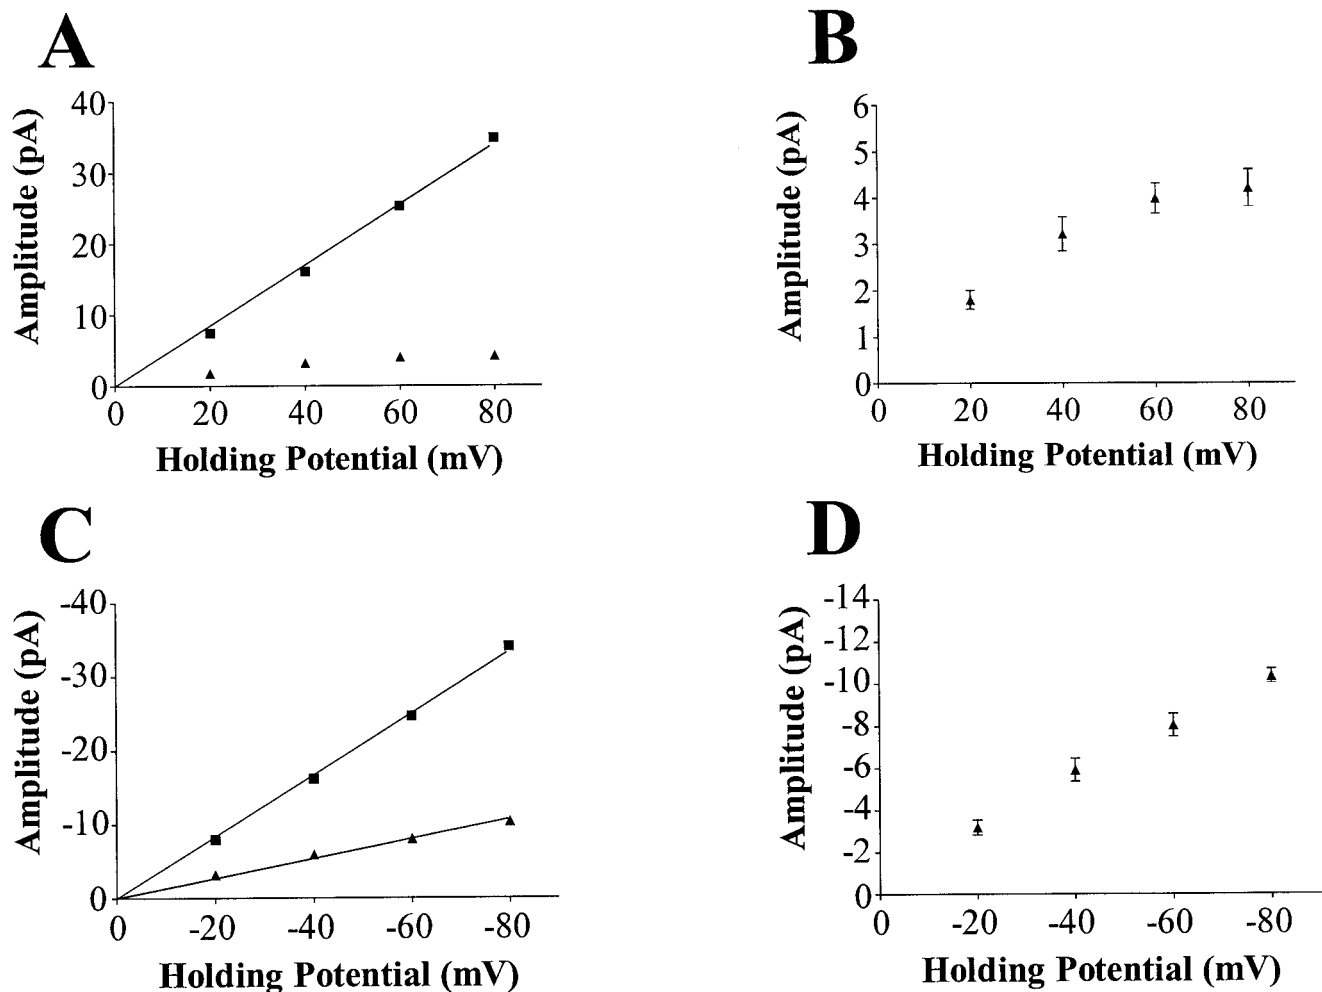 A
Amplitude (pA)
40
30
20
10
0
0 20 40 60 80
Holding Potential (mV)
B
Amplitude (pA)
6
5
4
3
2
1
0
0 20 40 60 80
Holding Potential (mV)
C
Amplitude (pA)
-40
-30
-20
-10
0
0 -20 -40 -60 -80
Holding Potential (mV)
D
Amplitude (pA)
-14
-12
-10
-8
-6
-4
-2
0
0 -20 -40 -60 -80
Holding Potential (mV)